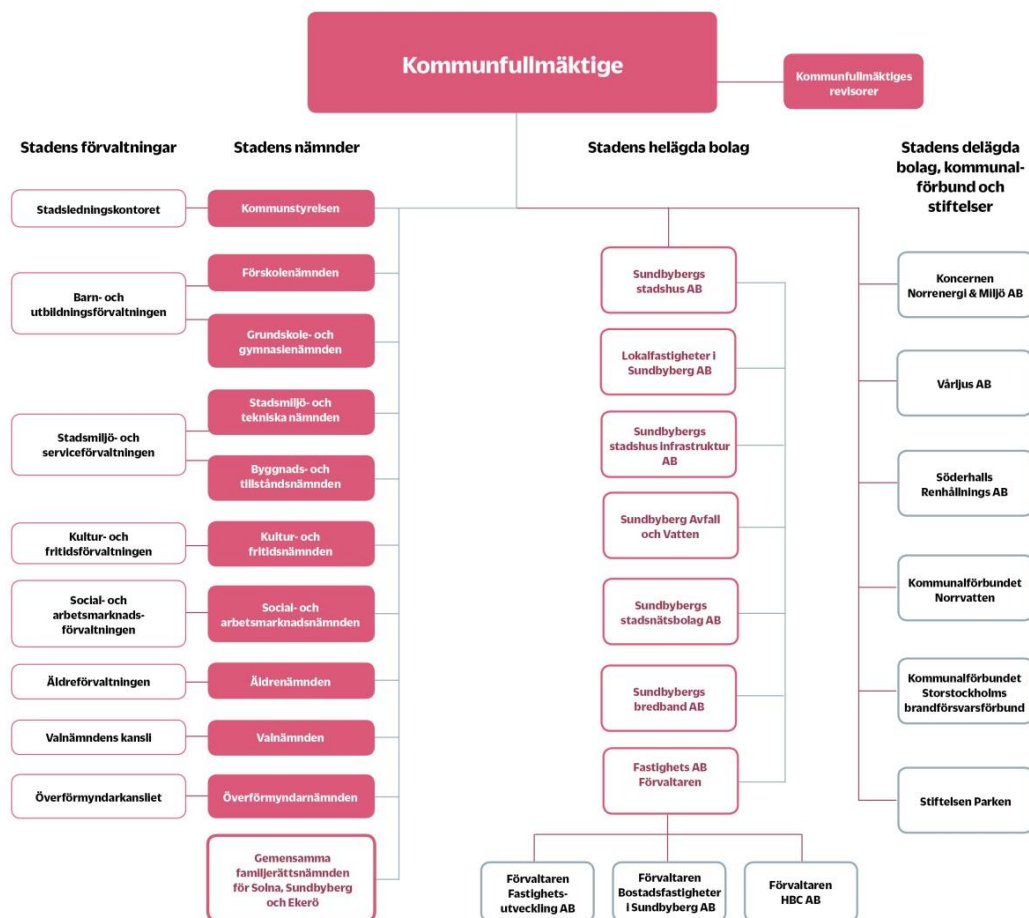 Kommunfullmäktige
Kommunfullmäktiges
revisorer
Stadens förvaltningar
Stadens nämnder
Stadens helägda bolag
Stadens delägda
bolag, kommunal-
förbund och
stiftelser
Stadsledningskontoret
Barn- och
utbildningsförvaltningen
Stadsmiljö- och
serviceförvaltningen
Kultur- och
fritidsförvaltningen
Social- och
arbetsmarknads-
förvaltningen
Äldreförvaltningen
Valnämndens kansli
Överförmyndarkansliet
Kommunstyrelsen
Förskolenämnden
Grundskole- och
gymnasienämnden
Stadsmiljö- och
tekniska nämnden
Byggnads- och
tillståndsnämnden
Kultur- och
fritidsnämnden
Social- och
arbetsmarknadsnämnden
Äldrenämnden
Valnämnden
Överförmyndarnämnden
Gemensamma
familjerättsnämnden
för Solna, Sundbyberg
och Ekerö
Sundbybergs
stadshus AB
Lokalfastigheter i
Sundbyberg AB
Sundbybergs
stadshus infrastruktur
AB
Sundbyberg Avfall
och Vatten
Sundbybergs
stadsnätsbolag AB
Sundbybergs
bredband AB
Fastighets AB
Förvaltaren
Förvaltaren
Fastighets-
utveckling AB
Förvaltaren
Bostadsfastigheter
i Sundbyberg AB
Förvaltaren
HBC AB
Koncernen
Norrenergi & Miljö AB
Vårljus AB
Söderhalls
Renhållnings AB
Kommunalförbundet
Norrvatten
Kommunalförbundet
Storstockholms
brandförsvarsförbund
Stiftelsen Parken